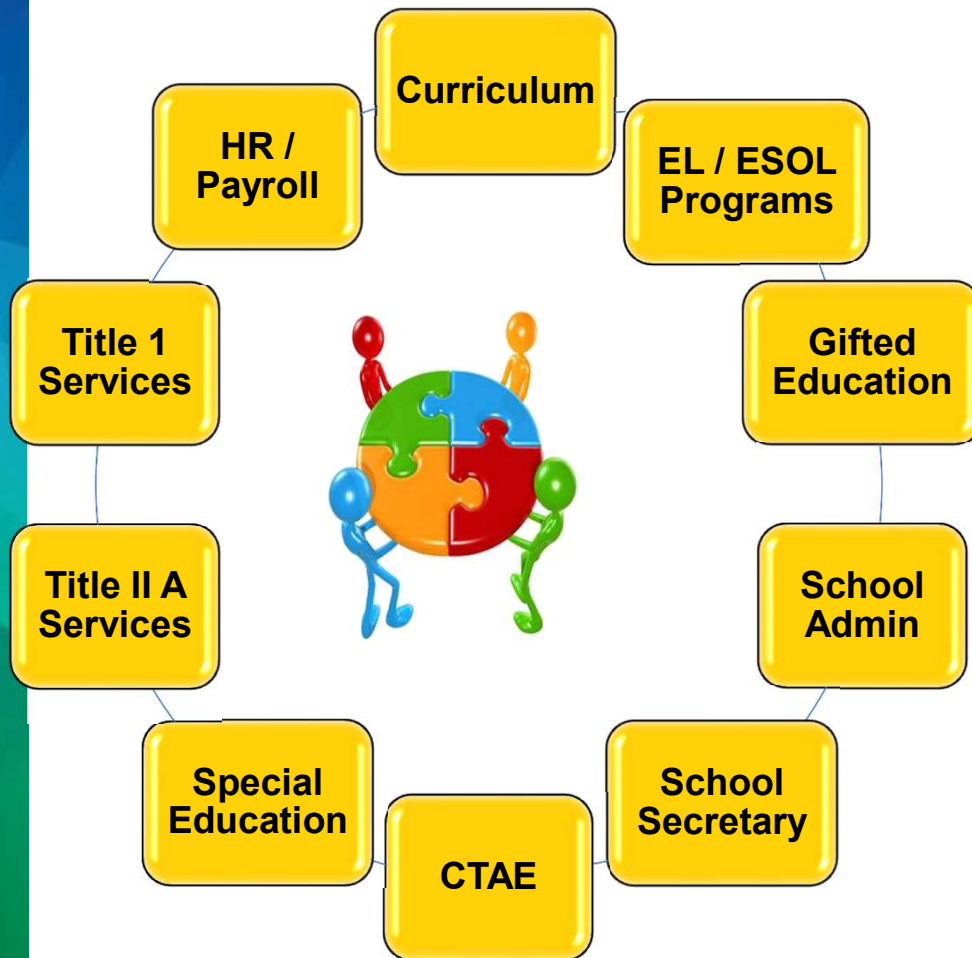 Curriculum
EL / ESOL
Programs
Gifted
Education
School
Admin
School
Secretary
CTAE
Special
Education
Title II A
Services
Title 1
Services
HR /
Payroll